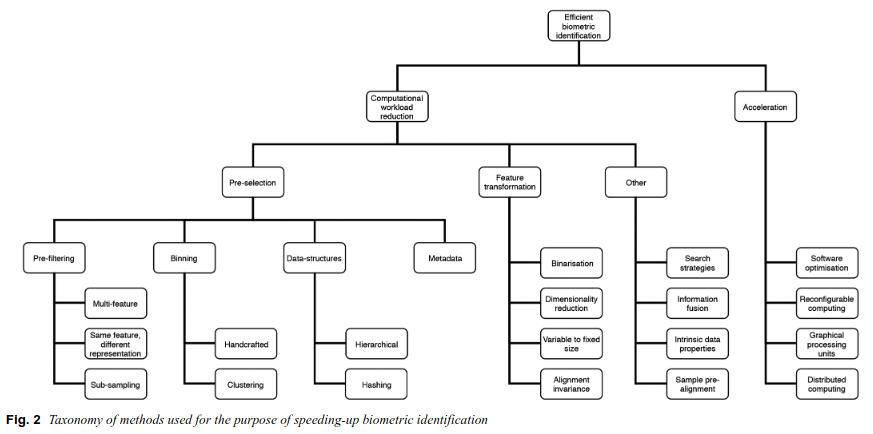 Efficient
biometric
identification
Computational
workload
reduction
Acceleration
Pre-selection
Feature
transformation
Other
Pre-filtering
Binning
Data-structures
Metadata
Multi-feature
Same feature,
different
representation
Sub-sampling
Handcrafted
Clustering
Hierarchical
Hashing
Binarisation
Dimensionality
reduction
Variable to fixed
size
Alignment
invariance
Search
strategies
Information
fusion
Intrinsic data
properties
Sample pre-
alignment
Software
optimisation
Reconfigurable
computing
Graphical
processing
units
Distributed
computing
Fig. 2 Taxonomy of methods used for the purpose of speeding-up biometric identification